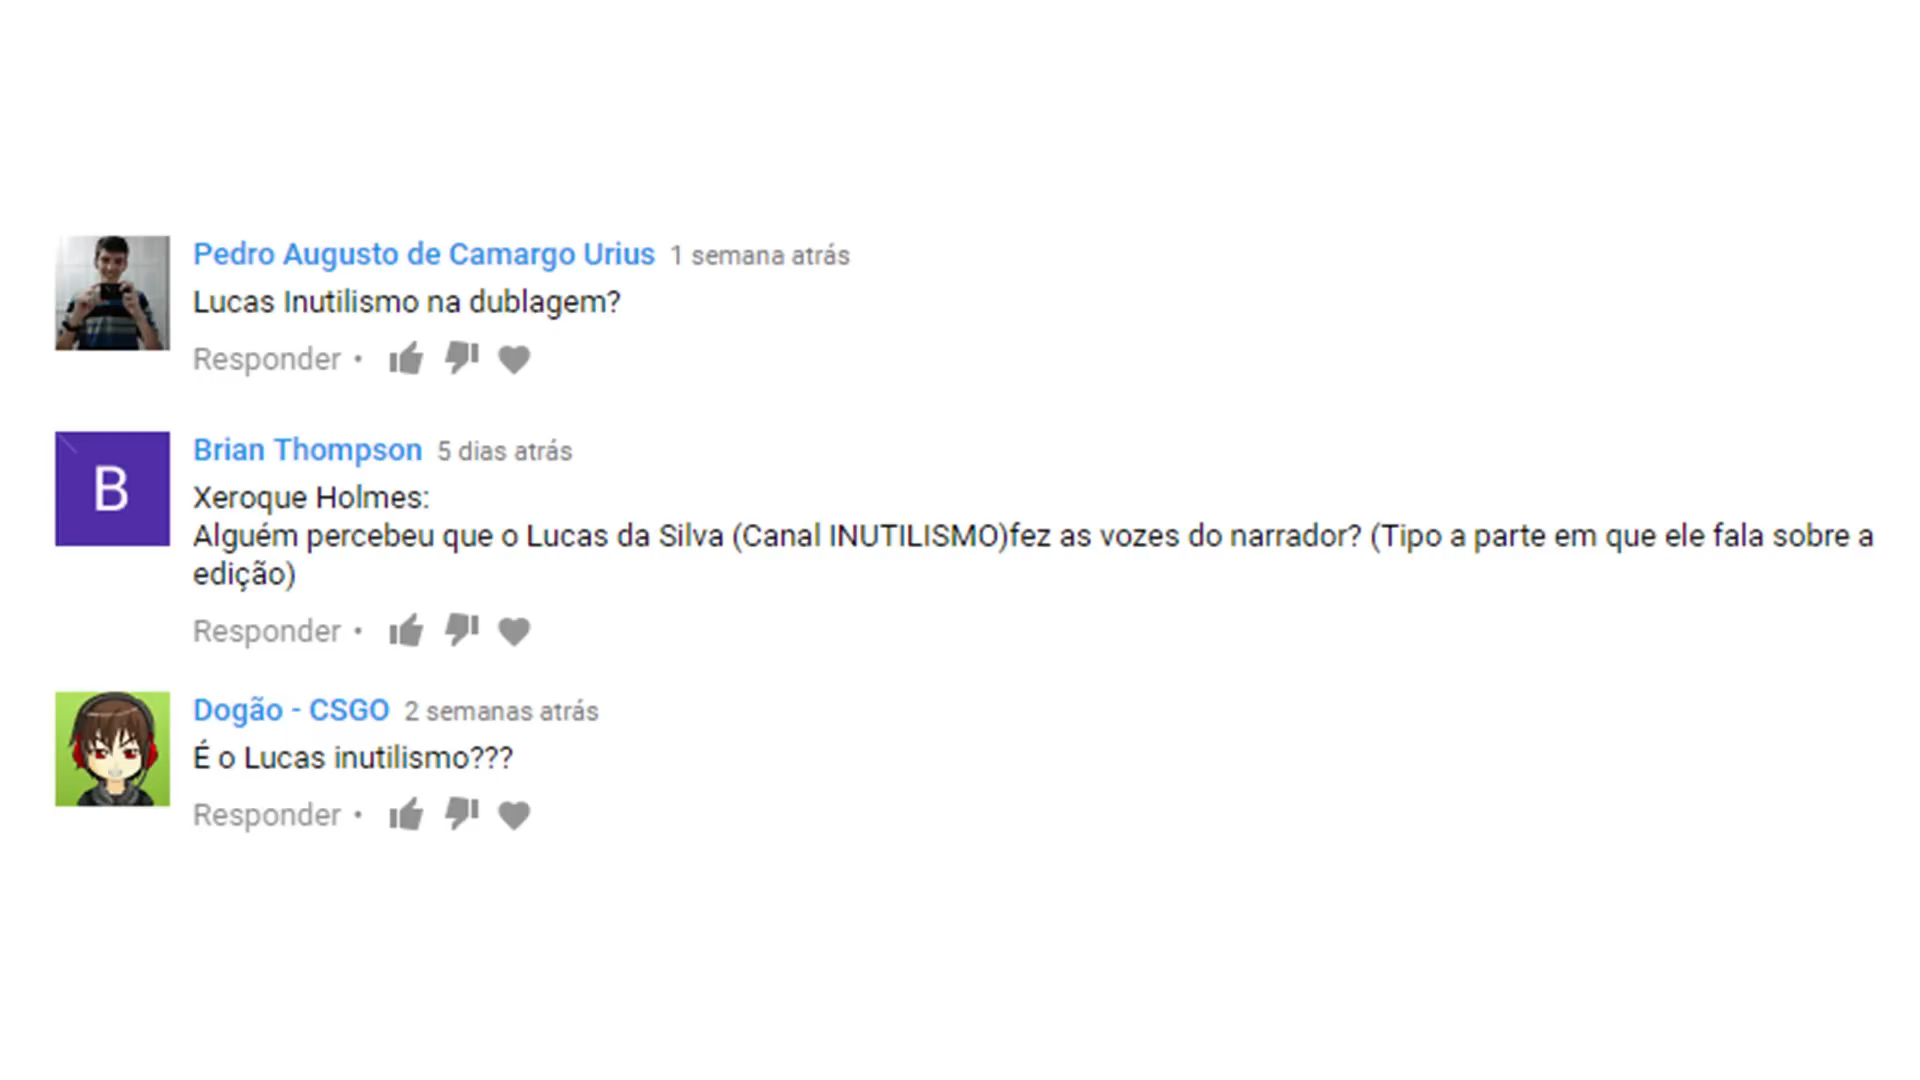 Pedro Augusto de Camargo Urius 1 semana atrás
Lucas Inutilismo na dublagem?
Responder •
B
Brian Thompson 5 dias atrás
Xeroque Holmes:
Alguém percebeu que o Lucas da Silva (Canal INUTILISMO)fez as vozes do narrador? (Tipo a parte em que ele fala sobre a
edição)
Responder •
Dogão - CSGO 2 semanas atrás
É o Lucas inutilismo???
Responder •